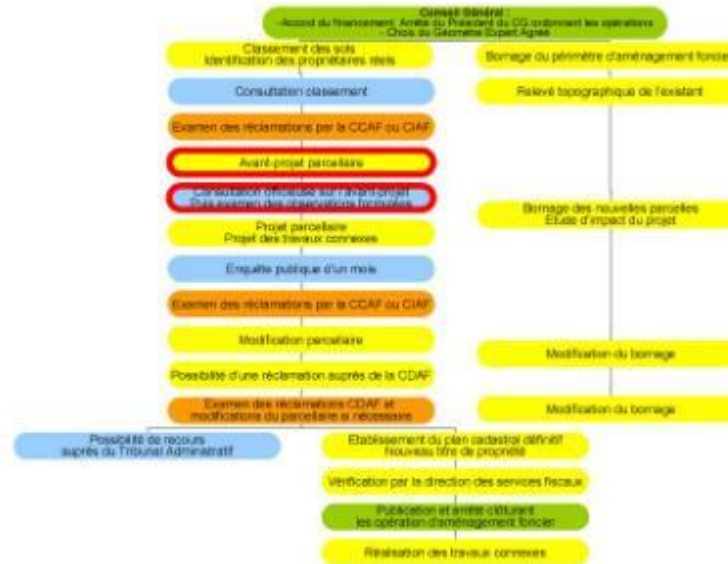 Conseil Général :
-Accord du financement, Arrêté du Président du CG ordonnant les opérations
- Choix du Géomètre Expert Agréé
Classement des sols
Identification des propriétaires réels
Consultation classement
Examen des réclamations par la CCAF ou CIAF
Avant-projet parcellaire
Consultation officieuse sur l'avant-projet
Puis examen des observations formulées
Projet parcellaire
Projet des travaux connexes
Enquête publique d'un mois
Examen des réclamations par la CCAF ou CIAF
Modification parcellaire
Possibilité d'une réclamation auprès de la CDAF
Examen des réclamations CDAF et
modifications du parcellaire si nécessaire
Bornage du périmètre d'aménagement foncier
Relevé topographique de l'existant
Bornage des nouvelles parcelles
Etude d'impact du projet
Modification du bornage
Modification du bornage
Possibilité de recours
auprès du Tribunal Administratif
Etablissement du plan cadastral définitif
Nouveau titre de propriété
Vérification par la direction des services fiscaux
Publication et arrêté clôturant
les opération d'aménagement foncier
Réalisation des travaux connexes